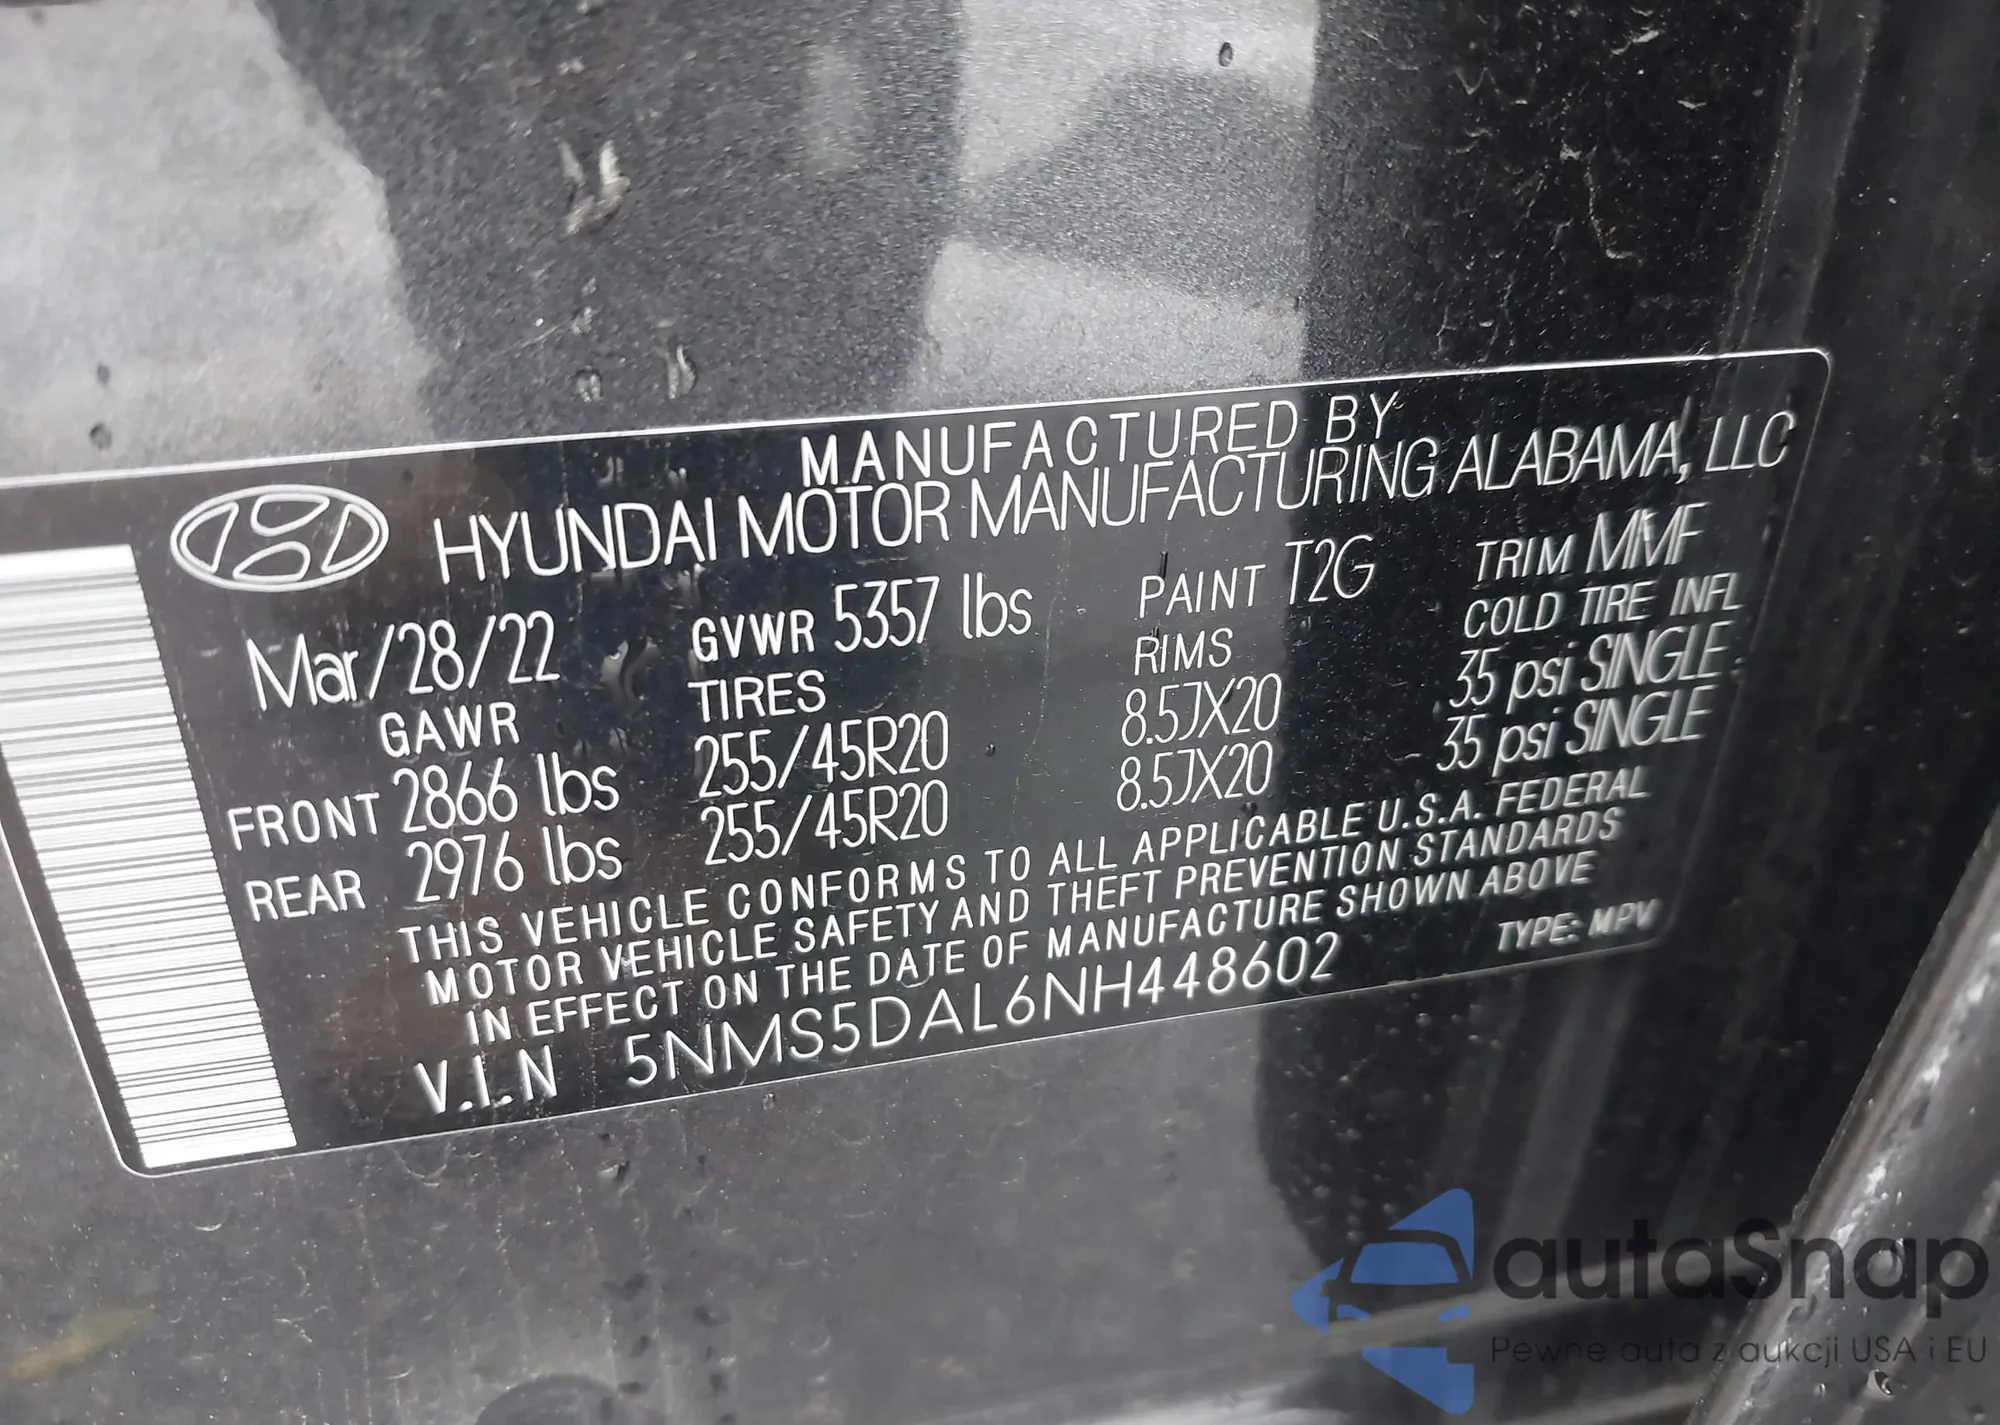 MANUFACTURED BY
HYUNDAI MOTOR MANUFACTURING ALABAMA, LLC
Mar/28/22 GVWR 5357 lbs PAINT T2G TRIM MMF
GAWR TIRES RIMS COLD TIRE INFL
FRONT 2866 lbs 255/45R20 8.5JX20 35 psi SINGLE
REAR 2976 lbs 255/45R20 8.5JX20 35 psi SINGLE
THIS VEHICLE CONFORMS TO ALL APPLICABLE U.S.A. FEDERAL
MOTOR VEHICLE SAFETY AND THEFT PREVENTION STANDARDS
IN EFFECT ON THE DATE OF MANUFACTURE SHOWN ABOVE
V.I.N 5NMS5DAL6NH448602 TYPE: MPV
autaSnap
Pewne auta z aukcji USA i EU